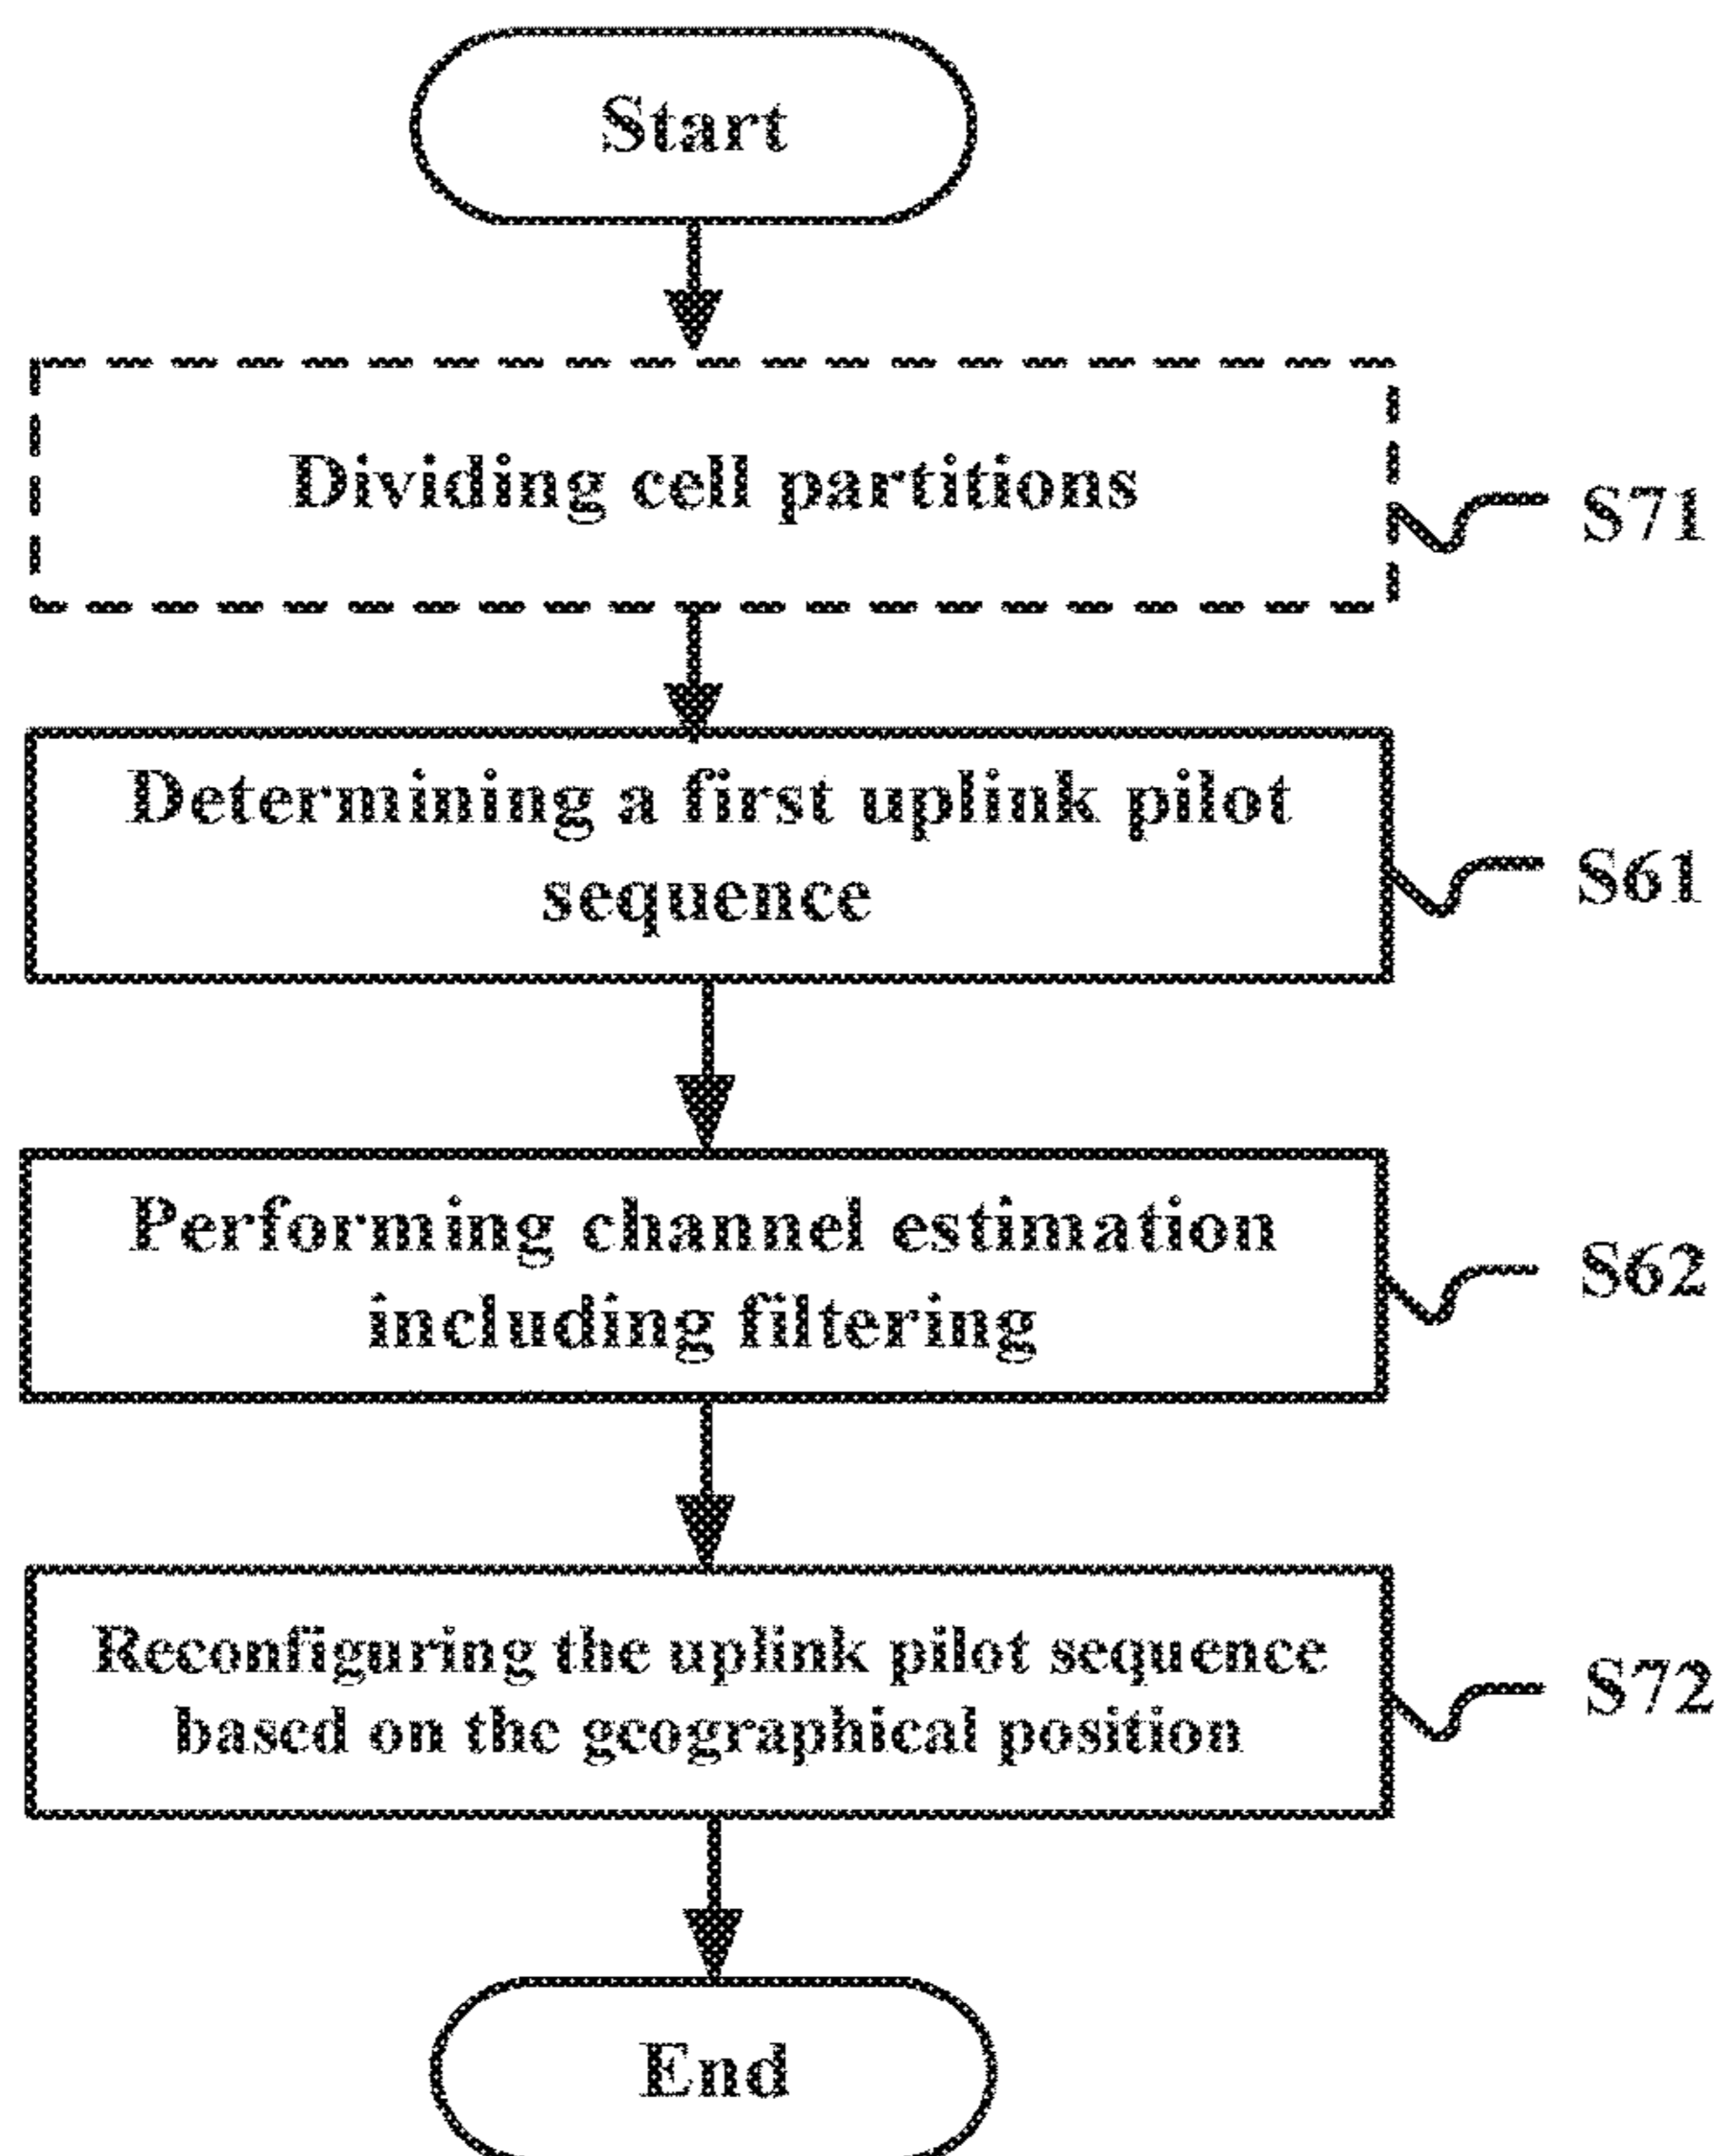 Start
Dividing cell partitions
S71
Determining a first uplink pilot
sequence
S61
Performing channel estimation
including filtering
S62
Reconfiguring the uplink pilot sequence
based on the geographical position
S72
End